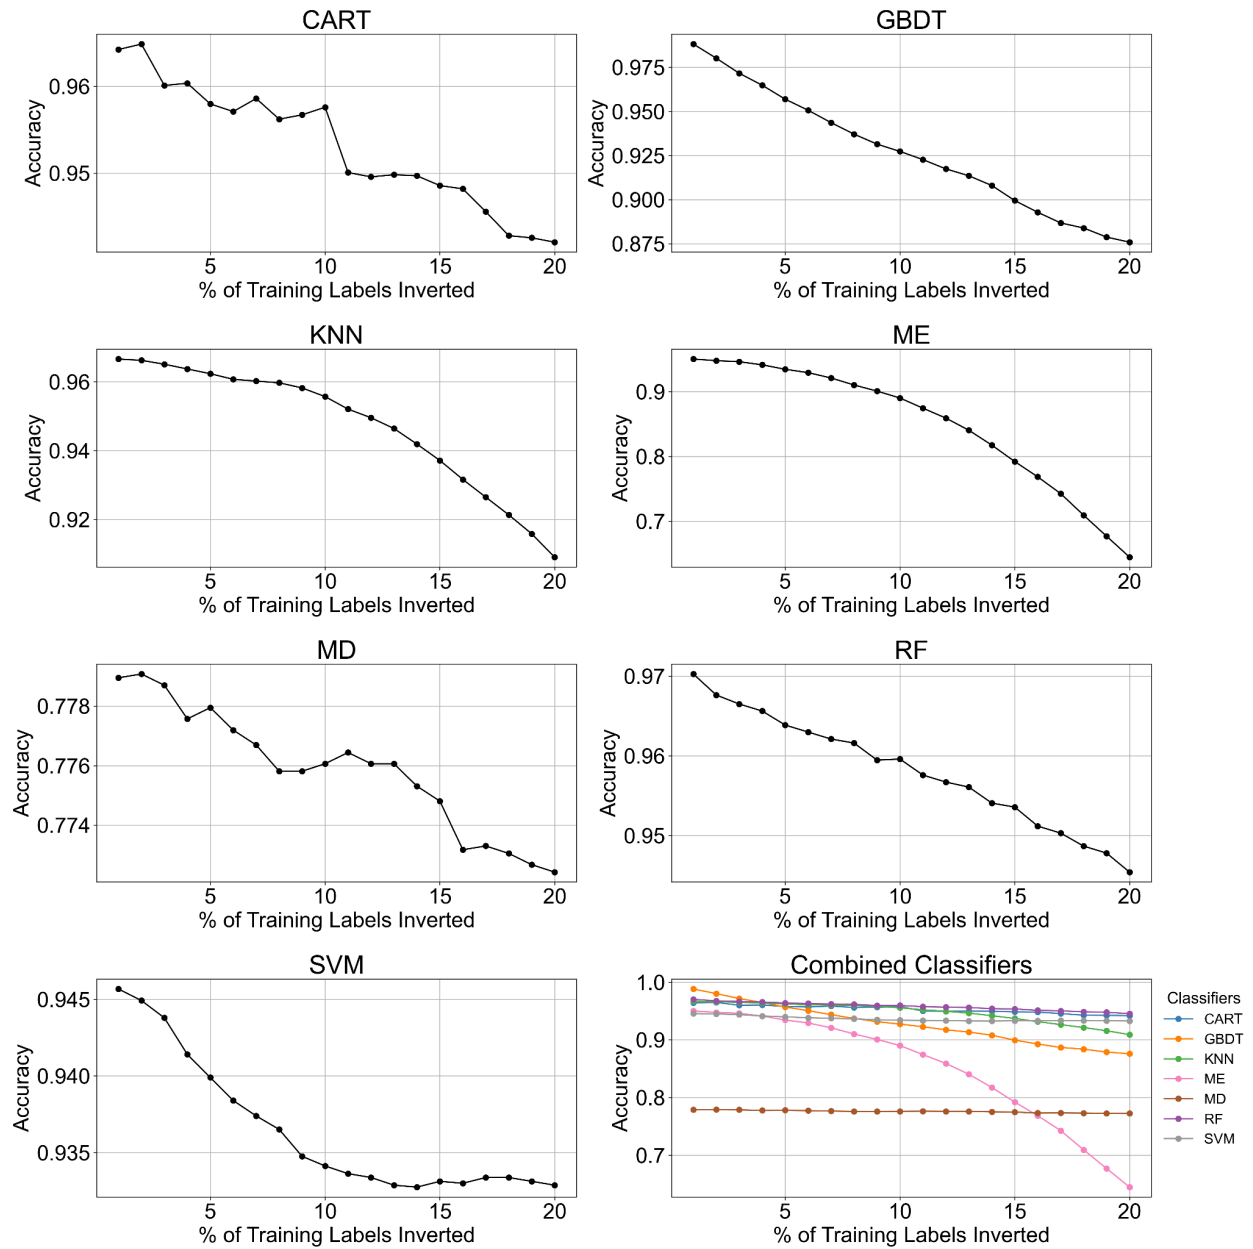 CART
0.96
0.95
Accuracy
5 10 15 20
% of Training Labels Inverted
GBDT
0.975
0.950
0.925
0.900
0.875
Accuracy
5 10 15 20
% of Training Labels Inverted
KNN
0.96
0.94
0.92
Accuracy
5 10 15 20
% of Training Labels Inverted
ME
0.9
0.8
0.7
Accuracy
5 10 15 20
% of Training Labels Inverted
MD
0.778
0.776
0.774
Accuracy
5 10 15 20
% of Training Labels Inverted
RF
0.97
0.96
0.95
Accuracy
5 10 15 20
% of Training Labels Inverted
SVM
0.945
0.940
0.935
Accuracy
5 10 15 20
% of Training Labels Inverted
Combined Classifiers
1.0
0.9
0.8
0.7
Accuracy
5 10 15 20
% of Training Labels Inverted
Classifiers
CART
GBDT
KNN
ME
MD
RF
SVM